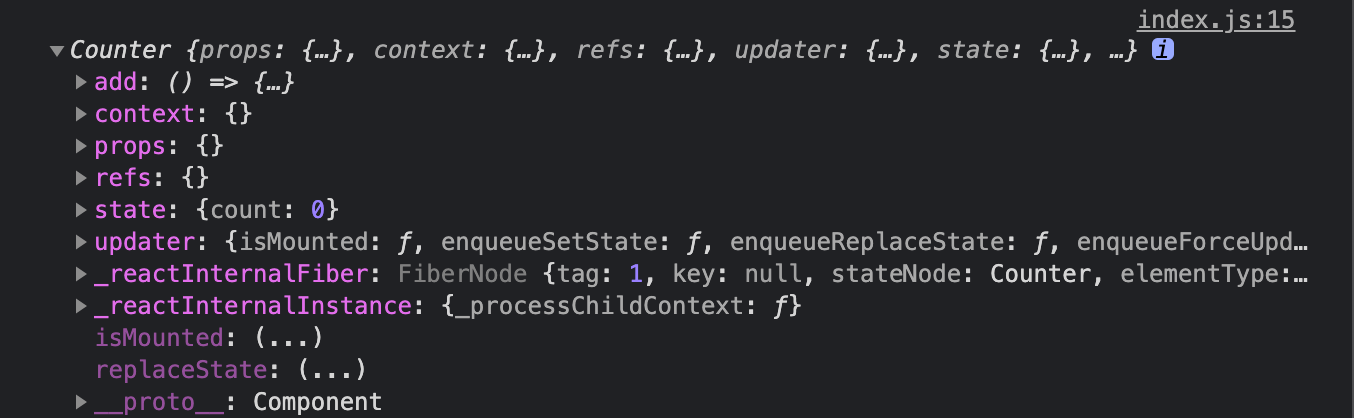 index.js:15
Counter {props: {…}, context: {…}, refs: {…}, updater: {…}, state: {…}, …} i
add: () => {…}
context: {}
props: {}
refs: {}
state: {count: 0}
updater: {isMounted: ƒ, enqueueSetState: ƒ, enqueueReplaceState: ƒ, enqueueForceUpd…
_reactInternalFiber: FiberNode {tag: 1, key: null, stateNode: Counter, elementType:…
_reactInternalInstance: {_processChildContext: ƒ}
isMounted: (...)
replaceState: (...)
__proto__: Component